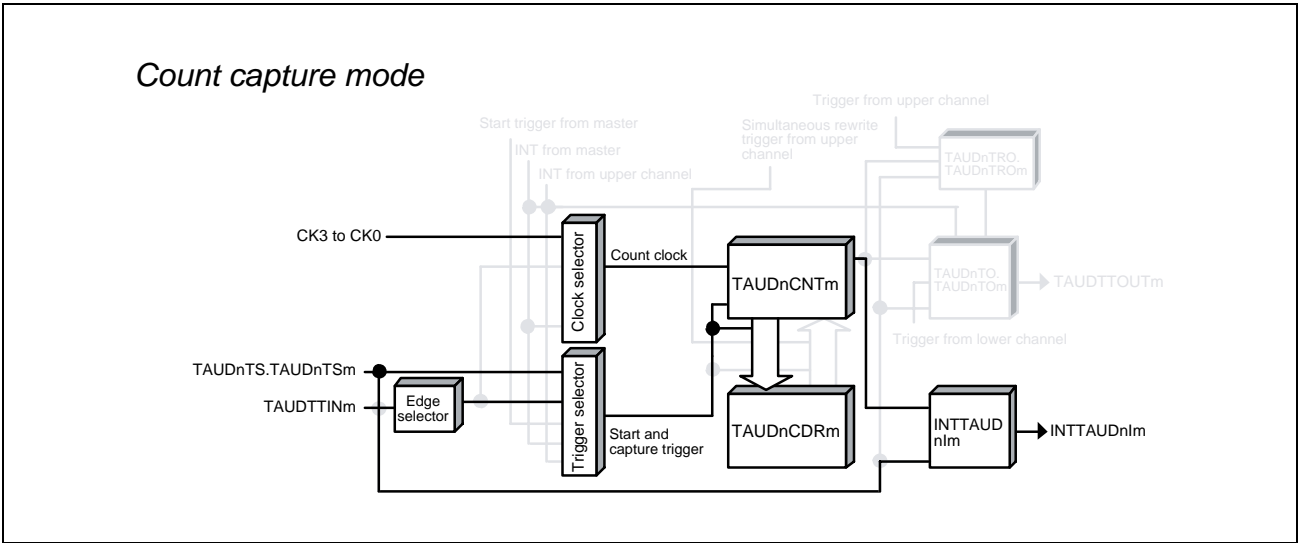 Count capture mode
Trigger from upper channel
Start trigger from master
Simultaneous rewrite
trigger from upper
channel
INT from master
INT from upper channel
TAUDnTRO.
TAUDnTROm
CK3 to CK0
Clock selector
Count clock
TAUDnCNTm
TAUDnTO.
TAUDnTOm
TAUDTTOUTm
Trigger from lower channel
TAUDnTS.TAUDnTSm
TAUDTTINm
Edge
selector
Trigger selector
Start and
capture trigger
TAUDnCDRm
INTTAUD
nIm
INTTAUDnIm